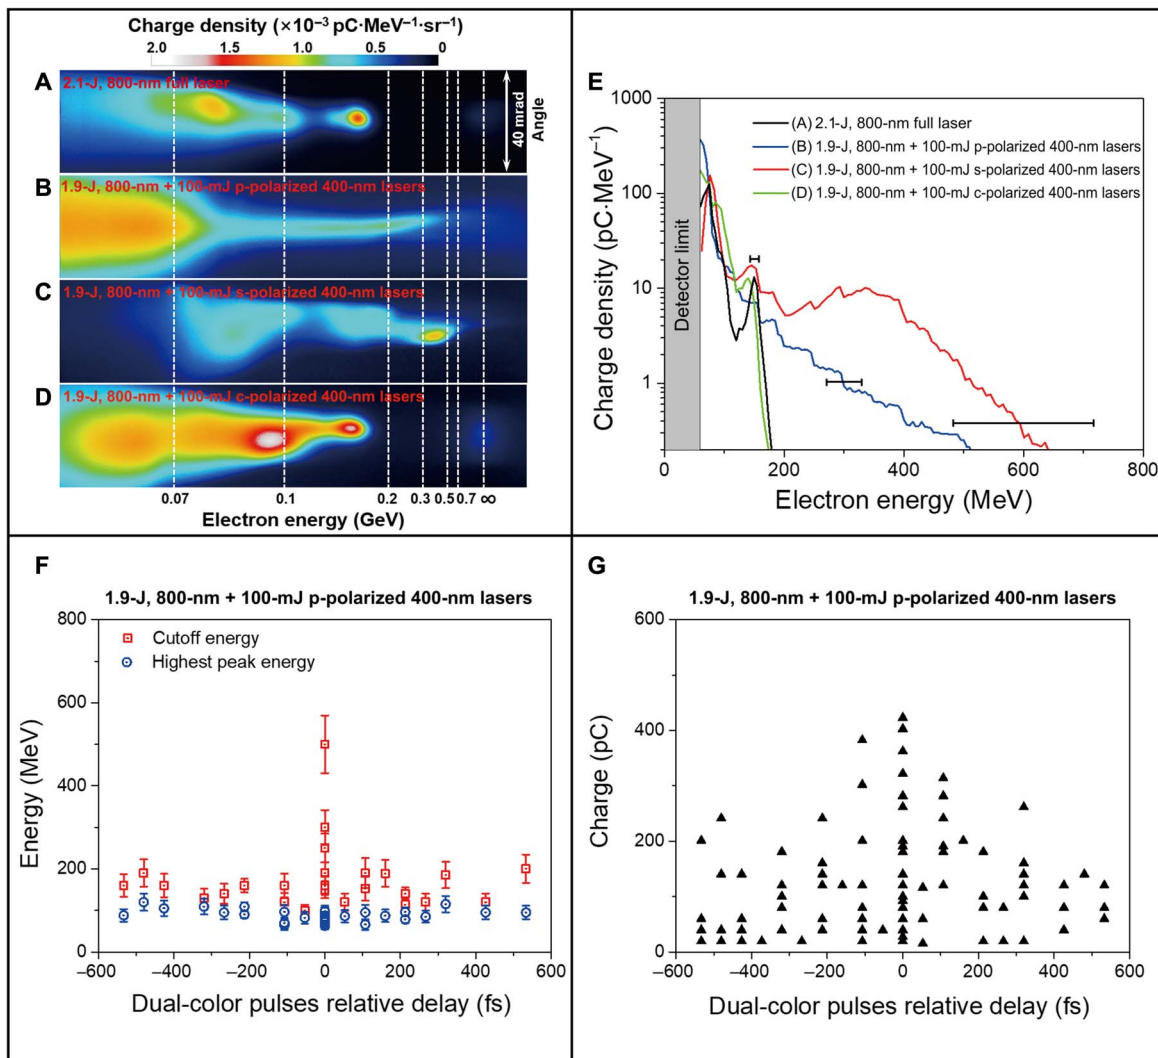 Charge density (×10⁻³ pC·MeV⁻¹·sr⁻¹)
2.0 1.5 1.0 0.5 0
A
2.1-J, 800-nm full laser
40 mrad
Angle
B
1.9-J, 800-nm + 100-mJ p-polarized 400-nm lasers
C
1.9-J, 800-nm + 100-mJ s-polarized 400-nm lasers
D
1.9-J, 800-nm + 100-mJ c-polarized 400-nm lasers
0.07 0.1 0.2 0.3 0.5 0.7 ∞
Electron energy (GeV)
E
Charge density (pC·MeV⁻¹)
1000
100
10
1
Detector limit
(A) 2.1-J, 800-nm full laser
(B) 1.9-J, 800-nm + 100-mJ p-polarized 400-nm lasers
(C) 1.9-J, 800-nm + 100-mJ s-polarized 400-nm lasers
(D) 1.9-J, 800-nm + 100-mJ c-polarized 400-nm lasers
0 200 400 600 800
Electron energy (MeV)
F
1.9-J, 800-nm + 100-mJ p-polarized 400-nm lasers
Energy (MeV)
800
600
400
200
0
Cutoff energy
Highest peak energy
−600 −400 −200 0 200 400 600
Dual-color pulses relative delay (fs)
G
1.9-J, 800-nm + 100-mJ p-polarized 400-nm lasers
Charge (pC)
600
400
200
0
−600 −400 −200 0 200 400 600
Dual-color pulses relative delay (fs)